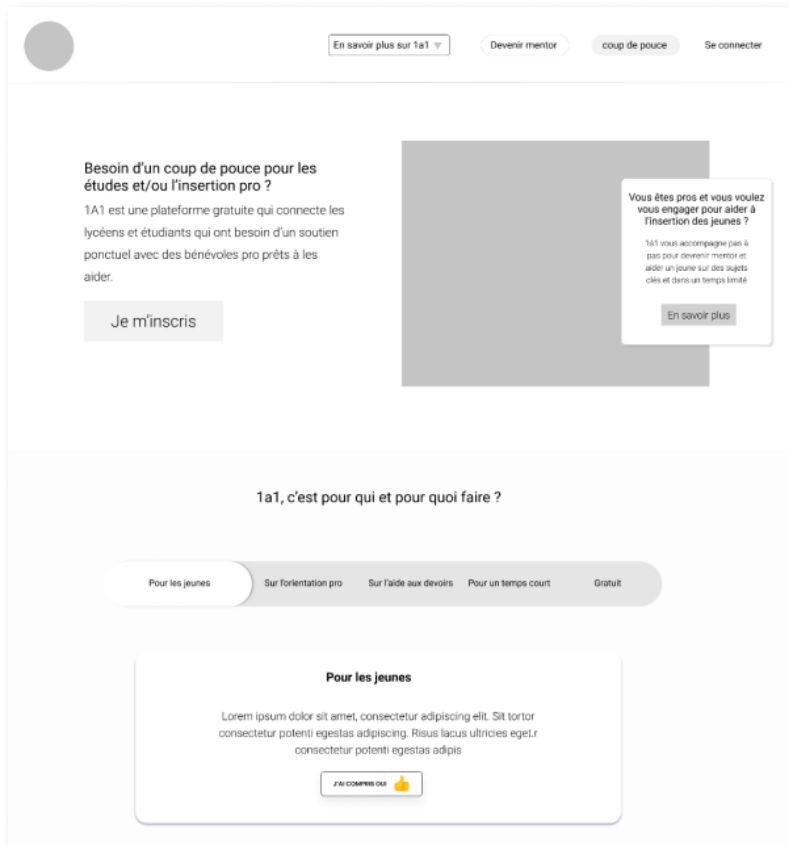 En savoir plus sur 1a1
Devenir mentor
coup de pouce
Se connecter
Besoin d'un coup de pouce pour les
études et/ou l'insertion pro ?
1A1 est une plateforme gratuite qui connecte les
lycéens et étudiants qui ont besoin d'un soutien
ponctuel avec des bénévoles pro prêts à les
aider.
Je m'inscris
Vous êtes pros et vous voulez
vous engager pour aider à
l'insertion des jeunes ?
1à1 vous accompagne pas à
pas pour devenir mentor et
aider un jeune sur des sujets
clés et dans un temps limité
En savoir plus
1a1, c'est pour qui et pour quoi faire ?
Pour les jeunes
Sur l'orientation pro
Sur l'aide aux devoirs
Pour un temps court
Gratuit
Pour les jeunes
Lorem ipsum dolor sit amet, consectetur adipiscing elit. Sit tortor
consectetur potenti egestas adipiscing. Risus lacus ultricies eget.r
consectetur potenti egestas adipis
J'AI COMPRIS OUI